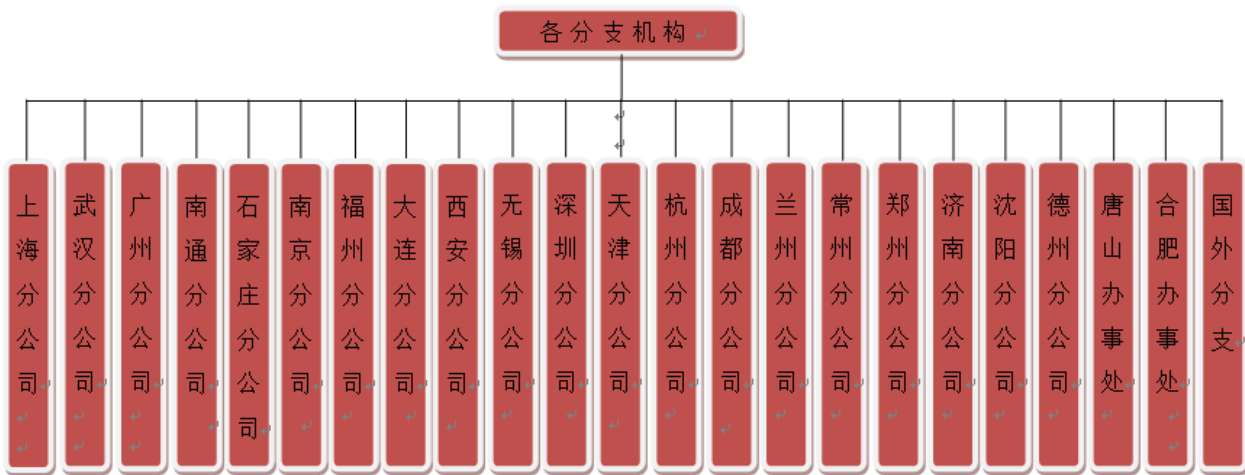 各分支机构
上海分公司
武汉分公司
广州分公司
南通分公司
石家庄分公司
南京分公司
福州分公司
大连分公司
西安分公司
无锡分公司
深圳分公司
天津分公司
杭州分公司
成都分公司
兰州分公司
常州分公司
郑州分公司
济南分公司
沈阳分公司
德州分公司
唐山办事处
合肥办事处
国外分支